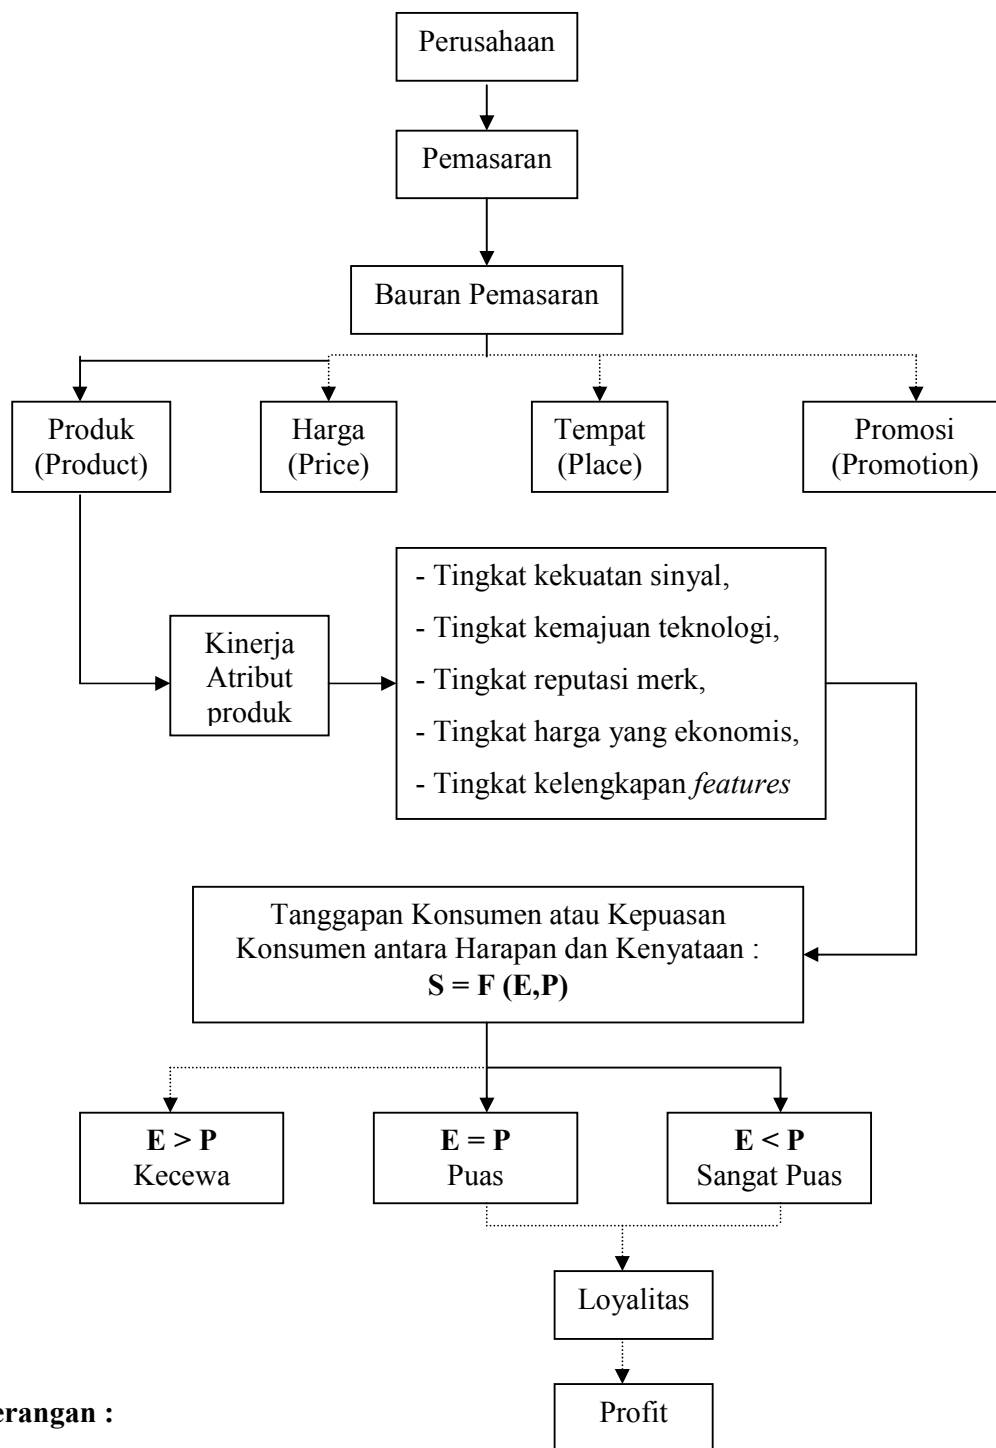 Perusahaan
Pemasaran
Bauran Pemasaran
Produk
(Product)
Harga
(Price)
Tempat
(Place)
Promosi
(Promotion)
- Tingkat kekuatan sinyal,
- Tingkat kemajuan teknologi,
- Tingkat reputasi merk,
- Tingkat harga yang ekonomis,
- Tingkat kelengkapan features
Kinerja
Atribut
produk
Tanggapan Konsumen atau Kepuasan
Konsumen antara Harapan dan Kenyataan :
S = F (E,P)
E > P
Kecewa
E = P
Puas
E < P
Sangat Puas
Loyalitas
Profit
erangan :